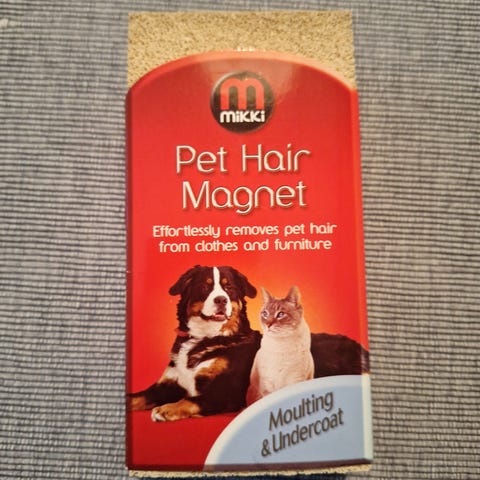 mikki
Pet Hair
Magnet
Effortlessly removes pet hair
from clothes and furniture
Moulting
& Undercoat